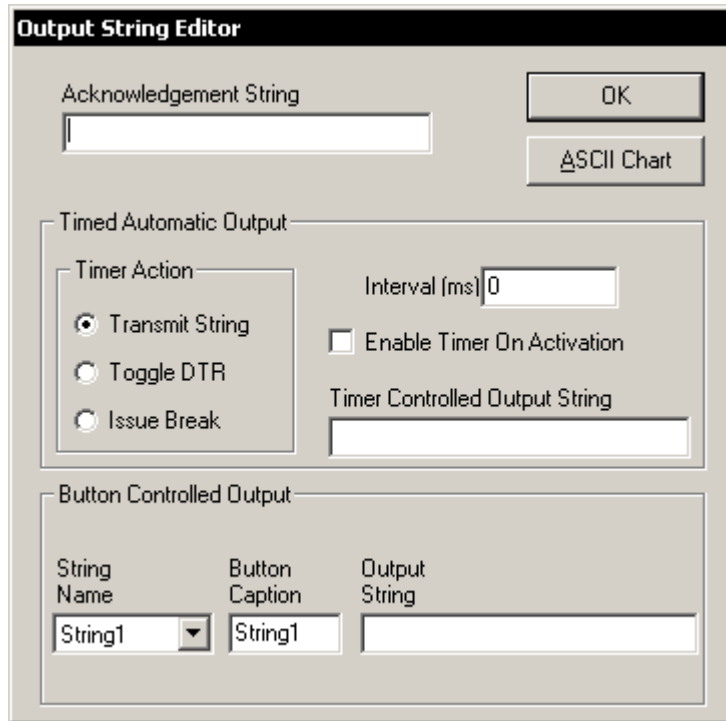 Output String Editor
Acknowledgement String
OK
ASCII Chart
Timed Automatic Output
Timer Action
Transmit String
Toggle DTR
Issue Break
Interval (ms) 0
Enable Timer On Activation
Timer Controlled Output String
Button Controlled Output
String Name
Button Caption
Output String
String1
String1